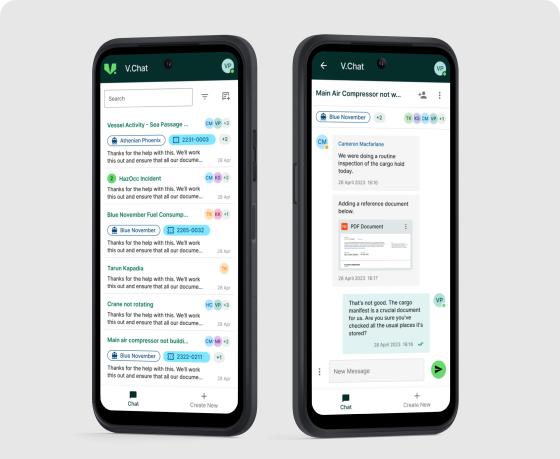 V.Chat
VP
Search
Vessel Activity - Sea Passage ...
CM VP +3
Athenian Phoenix
2231-0003
+2
Thanks for the help with this. We'll work
this out and ensure that all our docume...
28 Apr
2
HazOcc Incident
CM KS +2
Thanks for the help with this. We'll work
this out and ensure that all our docume...
28 Apr
Blue November Fuel Consump...
TK KK +1
Blue November
2285-0032
Thanks for the help with this. We'll work
this out and ensure that all our docume...
28 Apr
Tarun Kapadia
TK
Thanks for the help with this. We'll work
this out and ensure that all our docume...
28 Apr
Crane not rotating
HC VP +3
Thanks for the help with this. We'll work
this out and ensure that all our docume...
28 Apr
Main air compressor not buildi...
CM NR +2
Blue November
2322-0211
+1
Thanks for the help with this. We'll work
this out and ensure that all our docume...
28 Apr
Chat
Create New
V.Chat
VP
Main Air Compressor not w...
Blue November
+2
TK KS CM VP +1
CM
Cameron Macfarlane
We were doing a routine
inspection of the cargo hold
today.
28 April 2023 16:16
Adding a reference document
below.
PDF Document
28 April 2023 16:17
VP
That's not good. The cargo
manifest is a crucial document
for us. Are you sure you've
checked all the usual places it's
stored?
28 April 2023 16:16
New Message
Chat
Create New